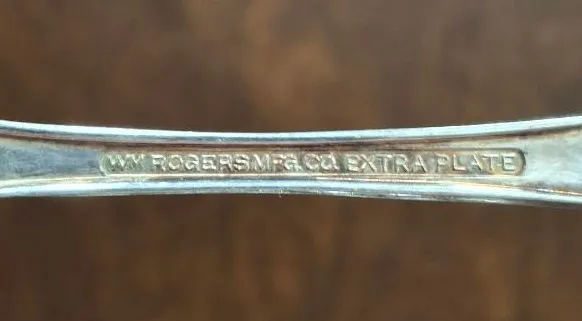 WM ROGERS MFG. CO. EXTRA PLATE